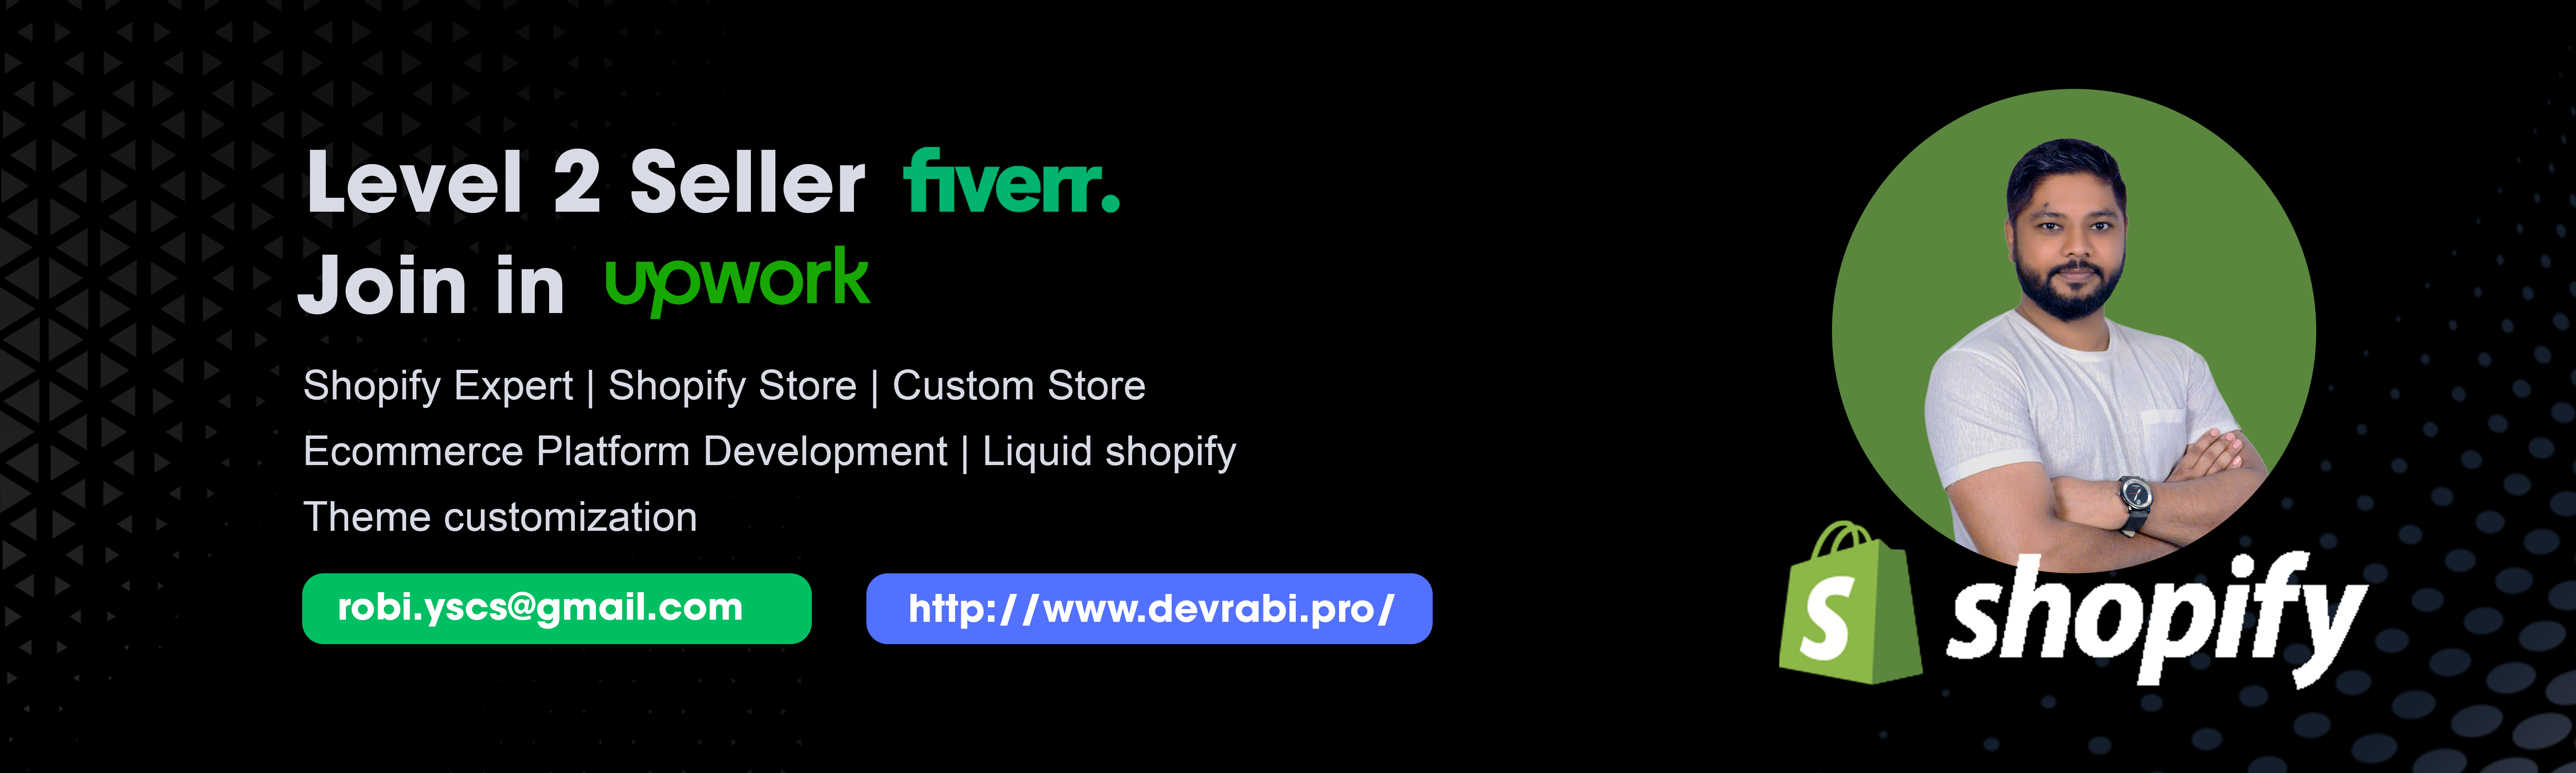 Level 2 Seller fiverr.
Join in upwork
Shopify Expert | Shopify Store | Custom Store
Ecommerce Platform Development | Liquid shopify
Theme customization
robi.yscs@gmail.com
http://www.devrabi.pro/
S shopify